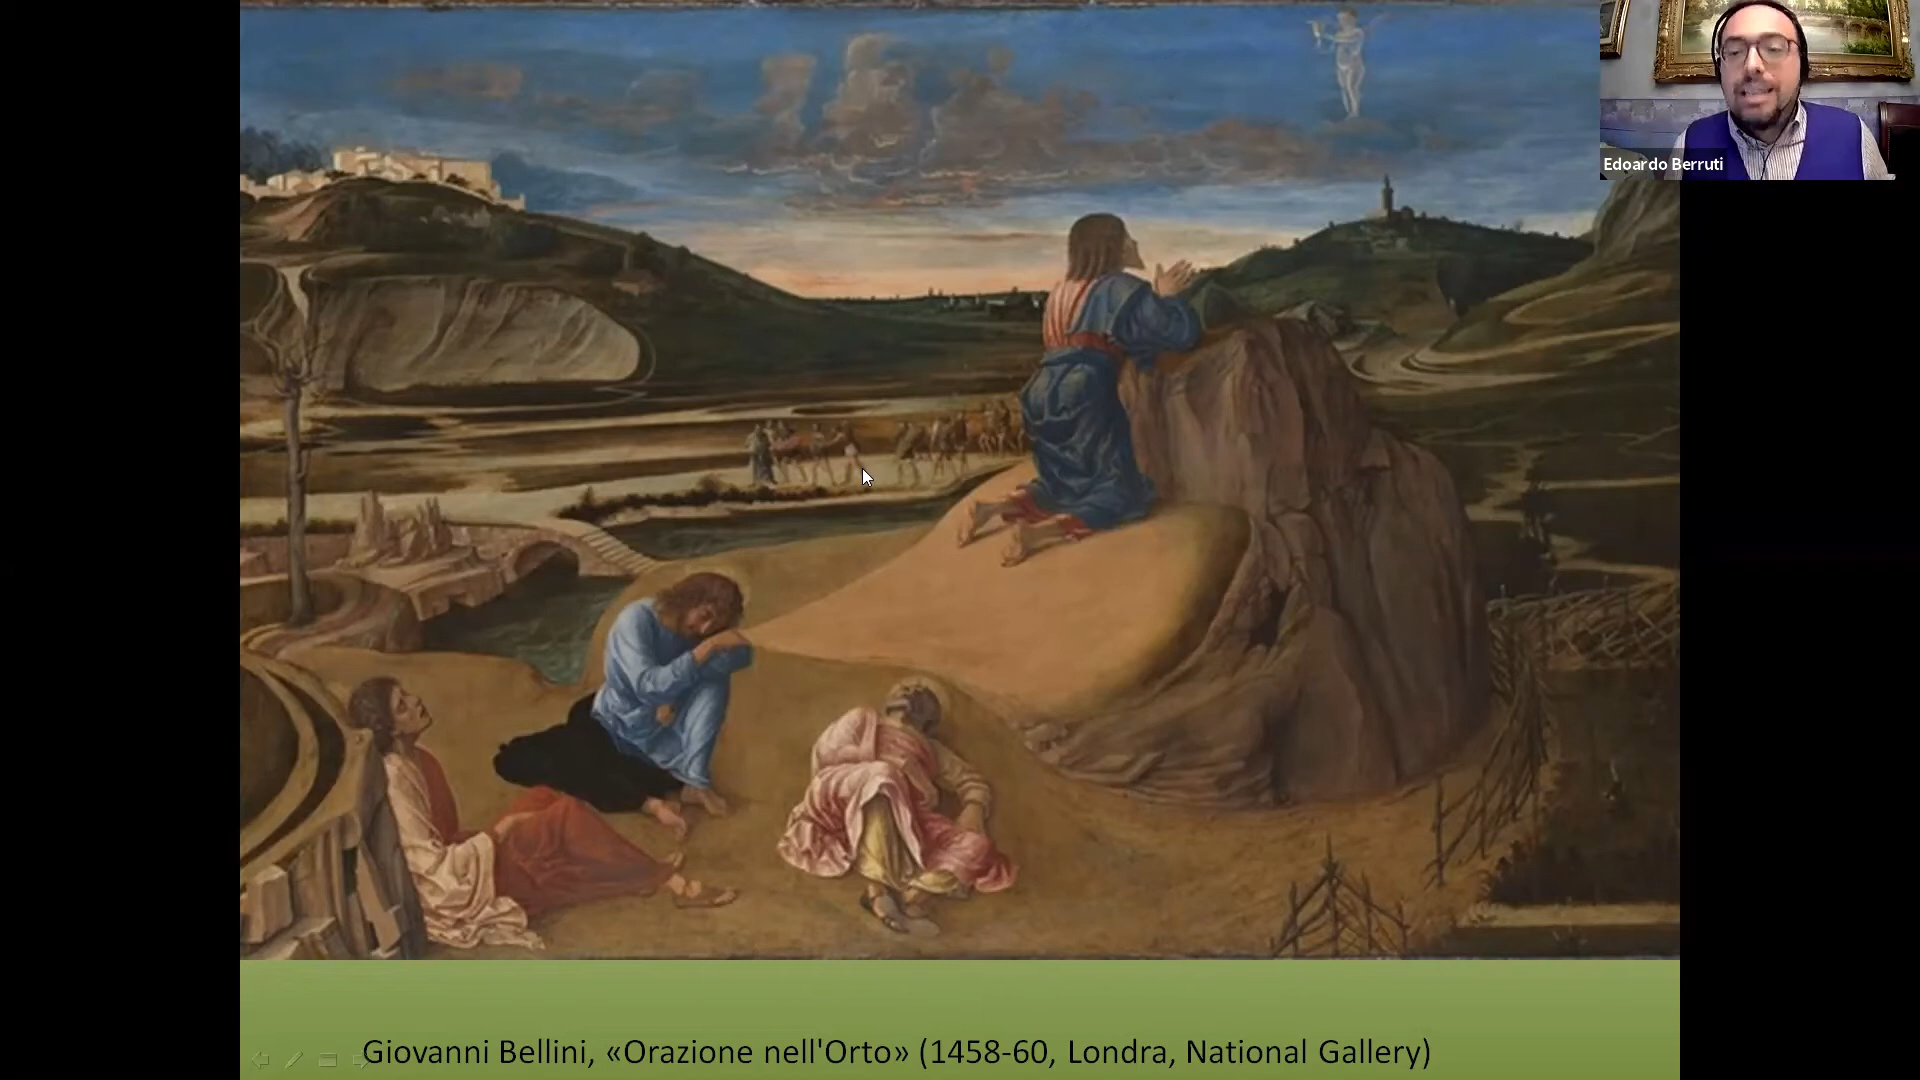 Edoardo Berruti
Giovanni Bellini, «Orazione nell'Orto» (1458-60, Londra, National Gallery)